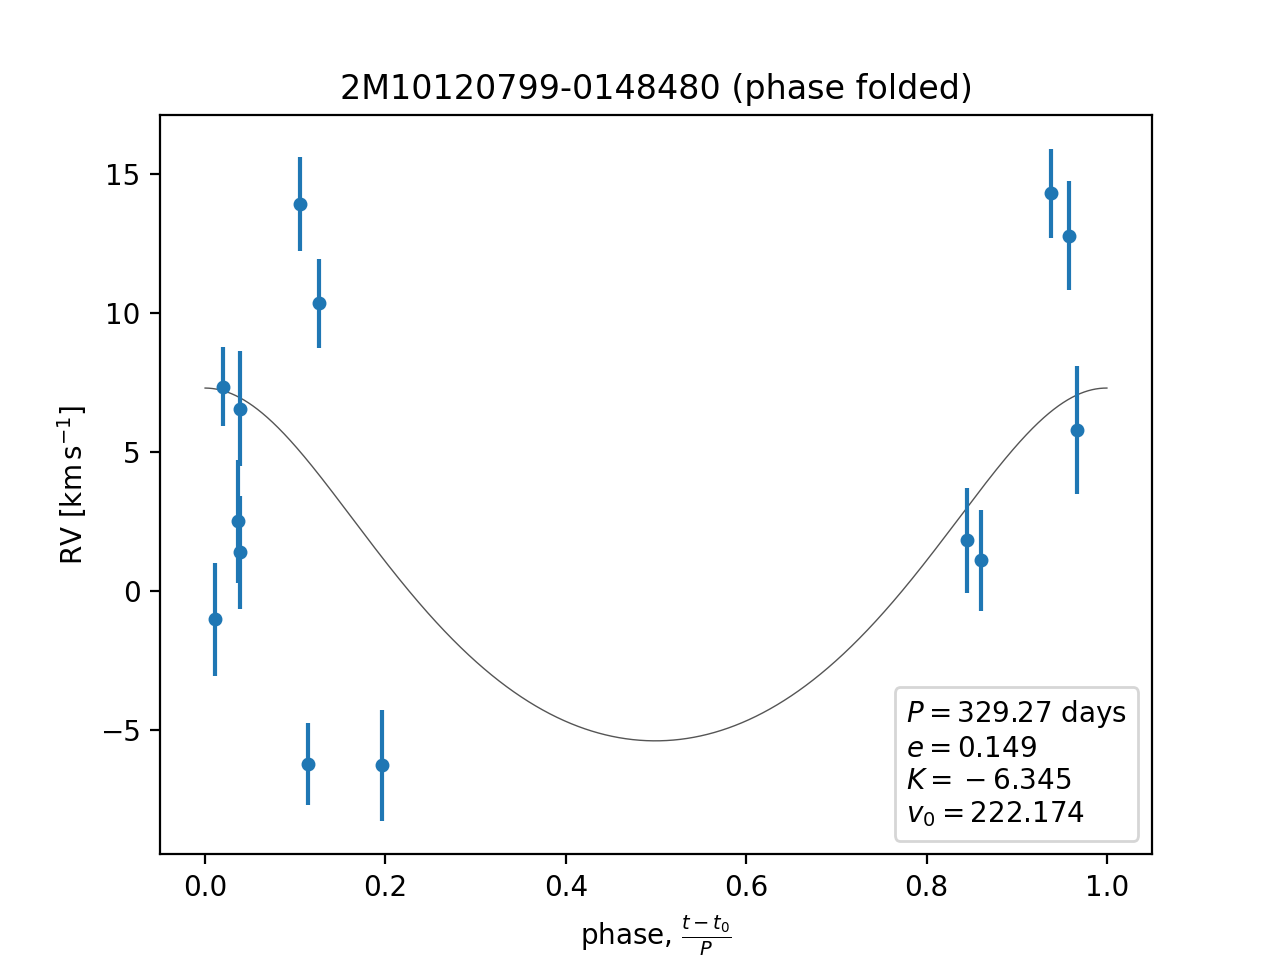 2M10120799-0148480 (phase folded)
RV [km s⁻¹]
15
10
5
0
−5
0.0 0.2 0.4 0.6 0.8 1.0
phase, (t − t₀)/P
P = 329.27 days
e = 0.149
K = − 6.345
v₀ = 222.174